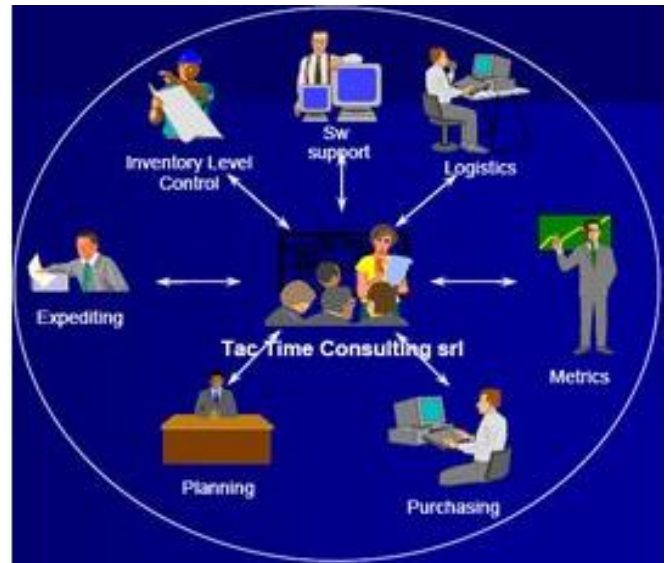 Sw
support
Inventory Level
Control
Logistics
Expediting
Tac Time Consulting srl
Metrics
Planning
Purchasing